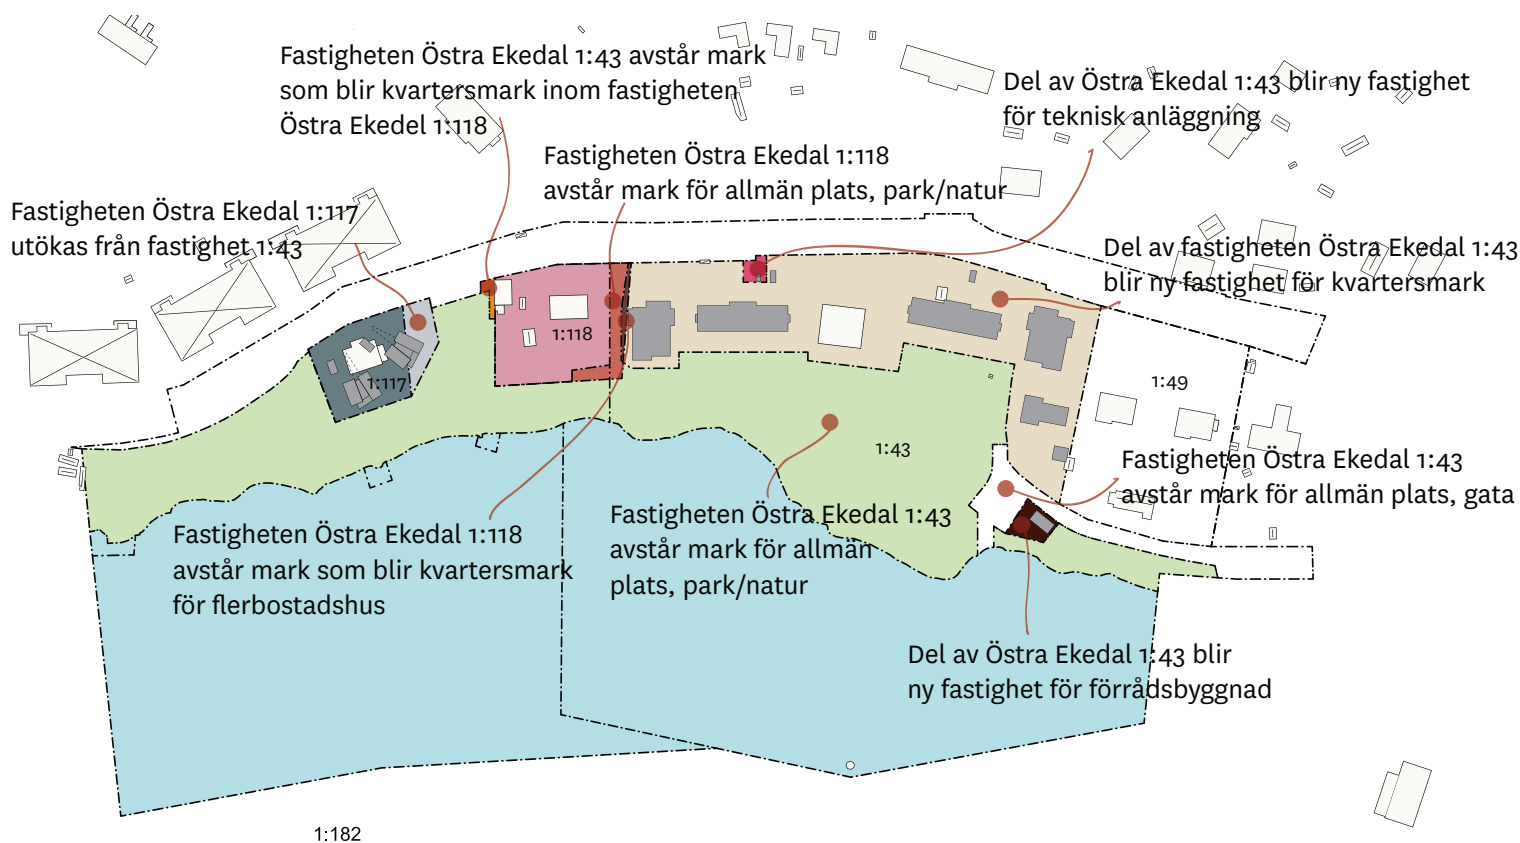 Fastigheten Östra Ekedal 1:43 avstår mark
som blir kvartersmark inom fastigheten
Östra Ekedel 1:118
Del av Östra Ekedal 1:43 blir ny fastighet
för teknisk anläggning
Fastigheten Östra Ekedal 1:118
avstår mark för allmän plats, park/natur
Fastigheten Östra Ekedal 1:117
utökas från fastighet 1:43
Del av fastigheten Östra Ekedal 1:43
blir ny fastighet för kvartersmark
1:118
1:117
1:49
1:43
Fastigheten Östra Ekedal 1:43
avstår mark för allmän plats, gata
Fastigheten Östra Ekedal 1:118
avstår mark som blir kvartersmark
för flerbostadshus
Fastigheten Östra Ekedal 1:43
avstår mark för allmän
plats, park/natur
Del av Östra Ekedal 1:43 blir
ny fastighet för förrådsbyggnad
1:182